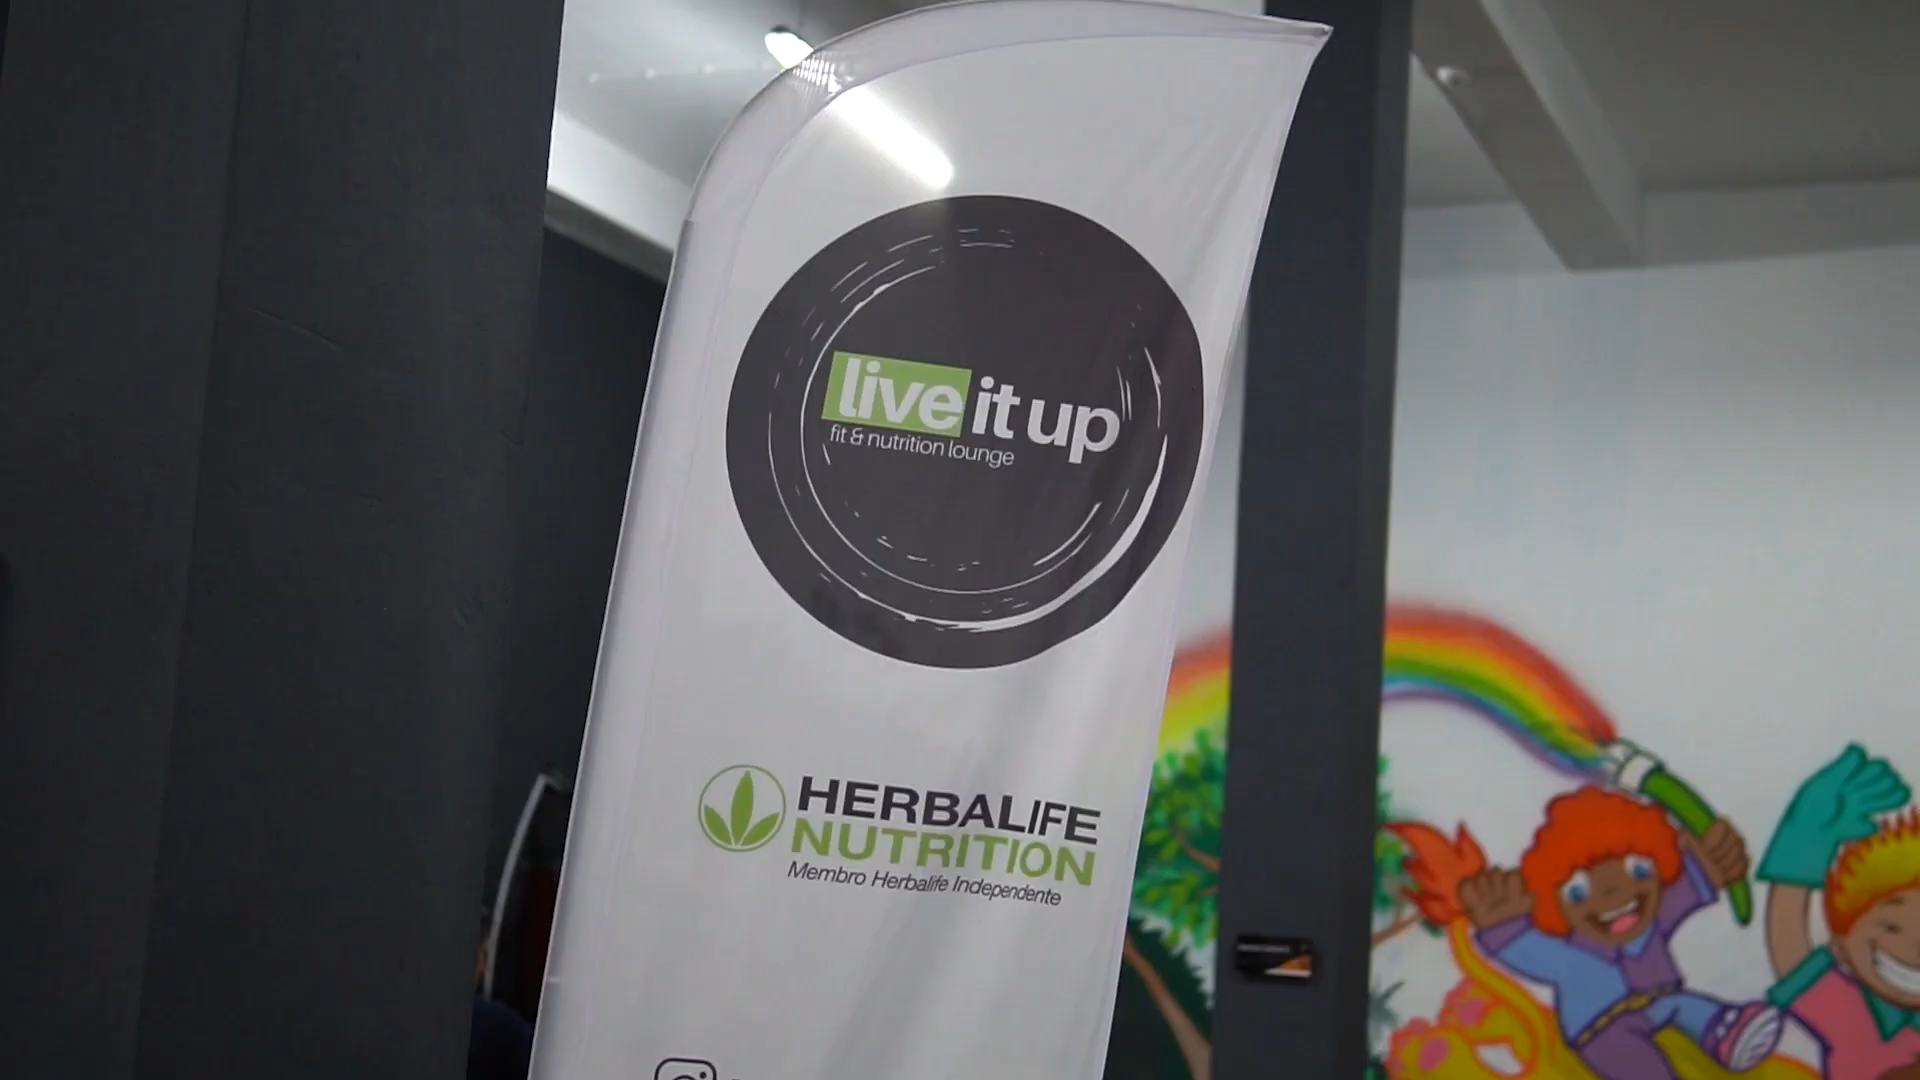 live it up
fit & nutrition lounge
HERBALIFE
NUTRITION
Membro Herbalife Independente